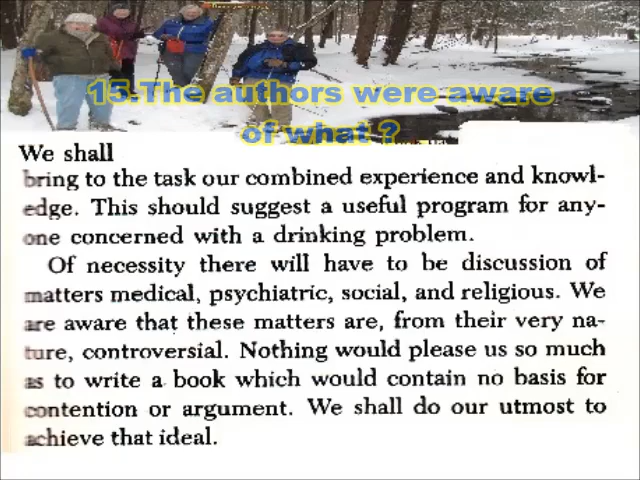 15.The authors were aware
of what ?
We shall
bring to the task our combined experience and knowl-
edge. This should suggest a useful program for any-
one concerned with a drinking problem.
Of necessity there will have to be discussion of
matters medical, psychiatric, social, and religious. We
are aware that these matters are, from their very na-
ture, controversial. Nothing would please us so much
as to write a book which would contain no basis for
contention or argument. We shall do our utmost to
achieve that ideal.